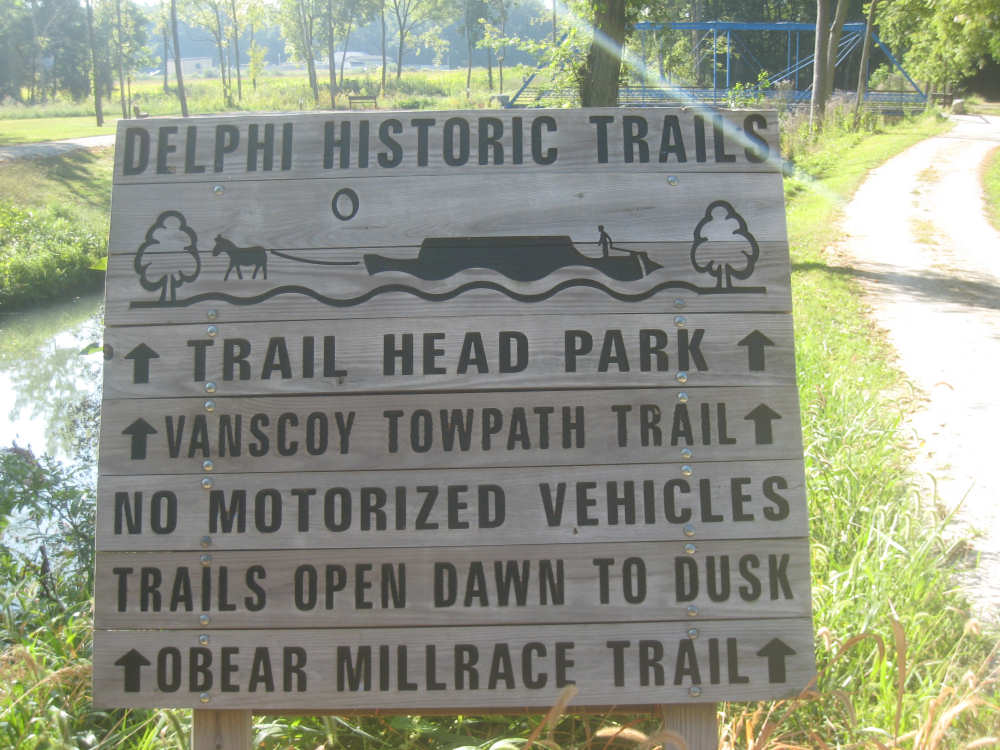 DELPHI HISTORIC TRAILS
O
TRAIL HEAD PARK
VANSCOY TOWPATH TRAIL
NO MOTORIZED VEHICLES
TRAILS OPEN DAWN TO DUSK
OBEAR MILLRACE TRAIL